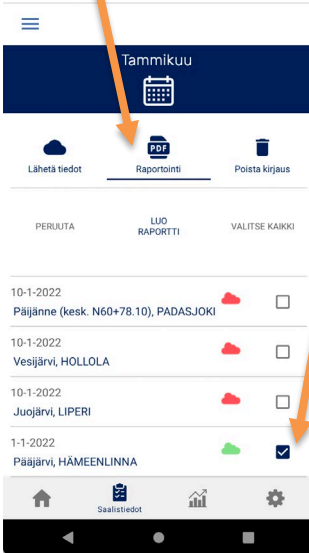 Tammikuu
PDF
Lähetä tiedot Raportointi Poista kirjaus
PERUUTA LUO RAPORTTI VALITSE KAIKKI
10-1-2022
Päijänne (kesk. N60+78.10), PADASJOKI
10-1-2022
Vesijärvi, HOLLOLA
10-1-2022
Juojärvi, LIPERI
1-1-2022
Pääjärvi, HÄMEENLINNA
Saalistiedot